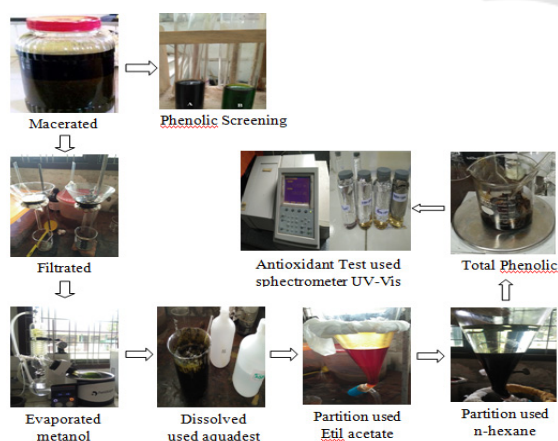 Macerated
Phenolic Screening
A
B
Filtrated
Antioxidant Test used
sphectrometer UV-Vis
Total Phenolic
Evaporated
metanol
Dissolved
used aquadest
Partition used
Etil acetate
Partition used
n-hexane